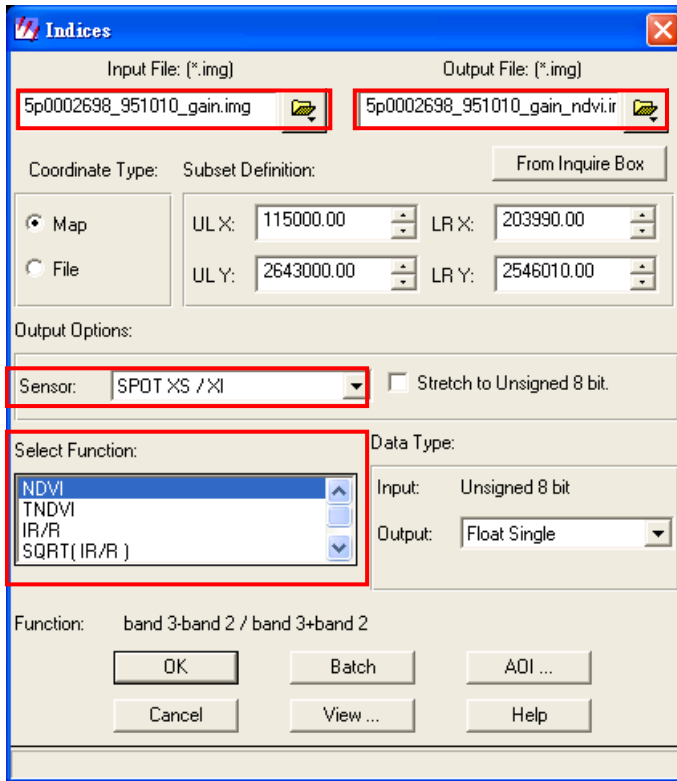 Indices
Input File: (*.img) Output File: (*.img)
5p0002698_951010_gain.img 5p0002698_951010_gain_ndvi.ir
Coordinate Type: Subset Definition: From Inquire Box
Map UL X: 115000.00 LR X: 203990.00
File UL Y: 2643000.00 LR Y: 2546010.00
Output Options:
Sensor: SPOT XS / XI Stretch to Unsigned 8 bit.
Select Function: Data Type:
NDVI
TNDVI Input: Unsigned 8 bit
IR/R
SQRT( IR/R ) Output: Float Single
Function: band 3-band 2 / band 3+band 2
OK Batch AOI ...
Cancel View ... Help